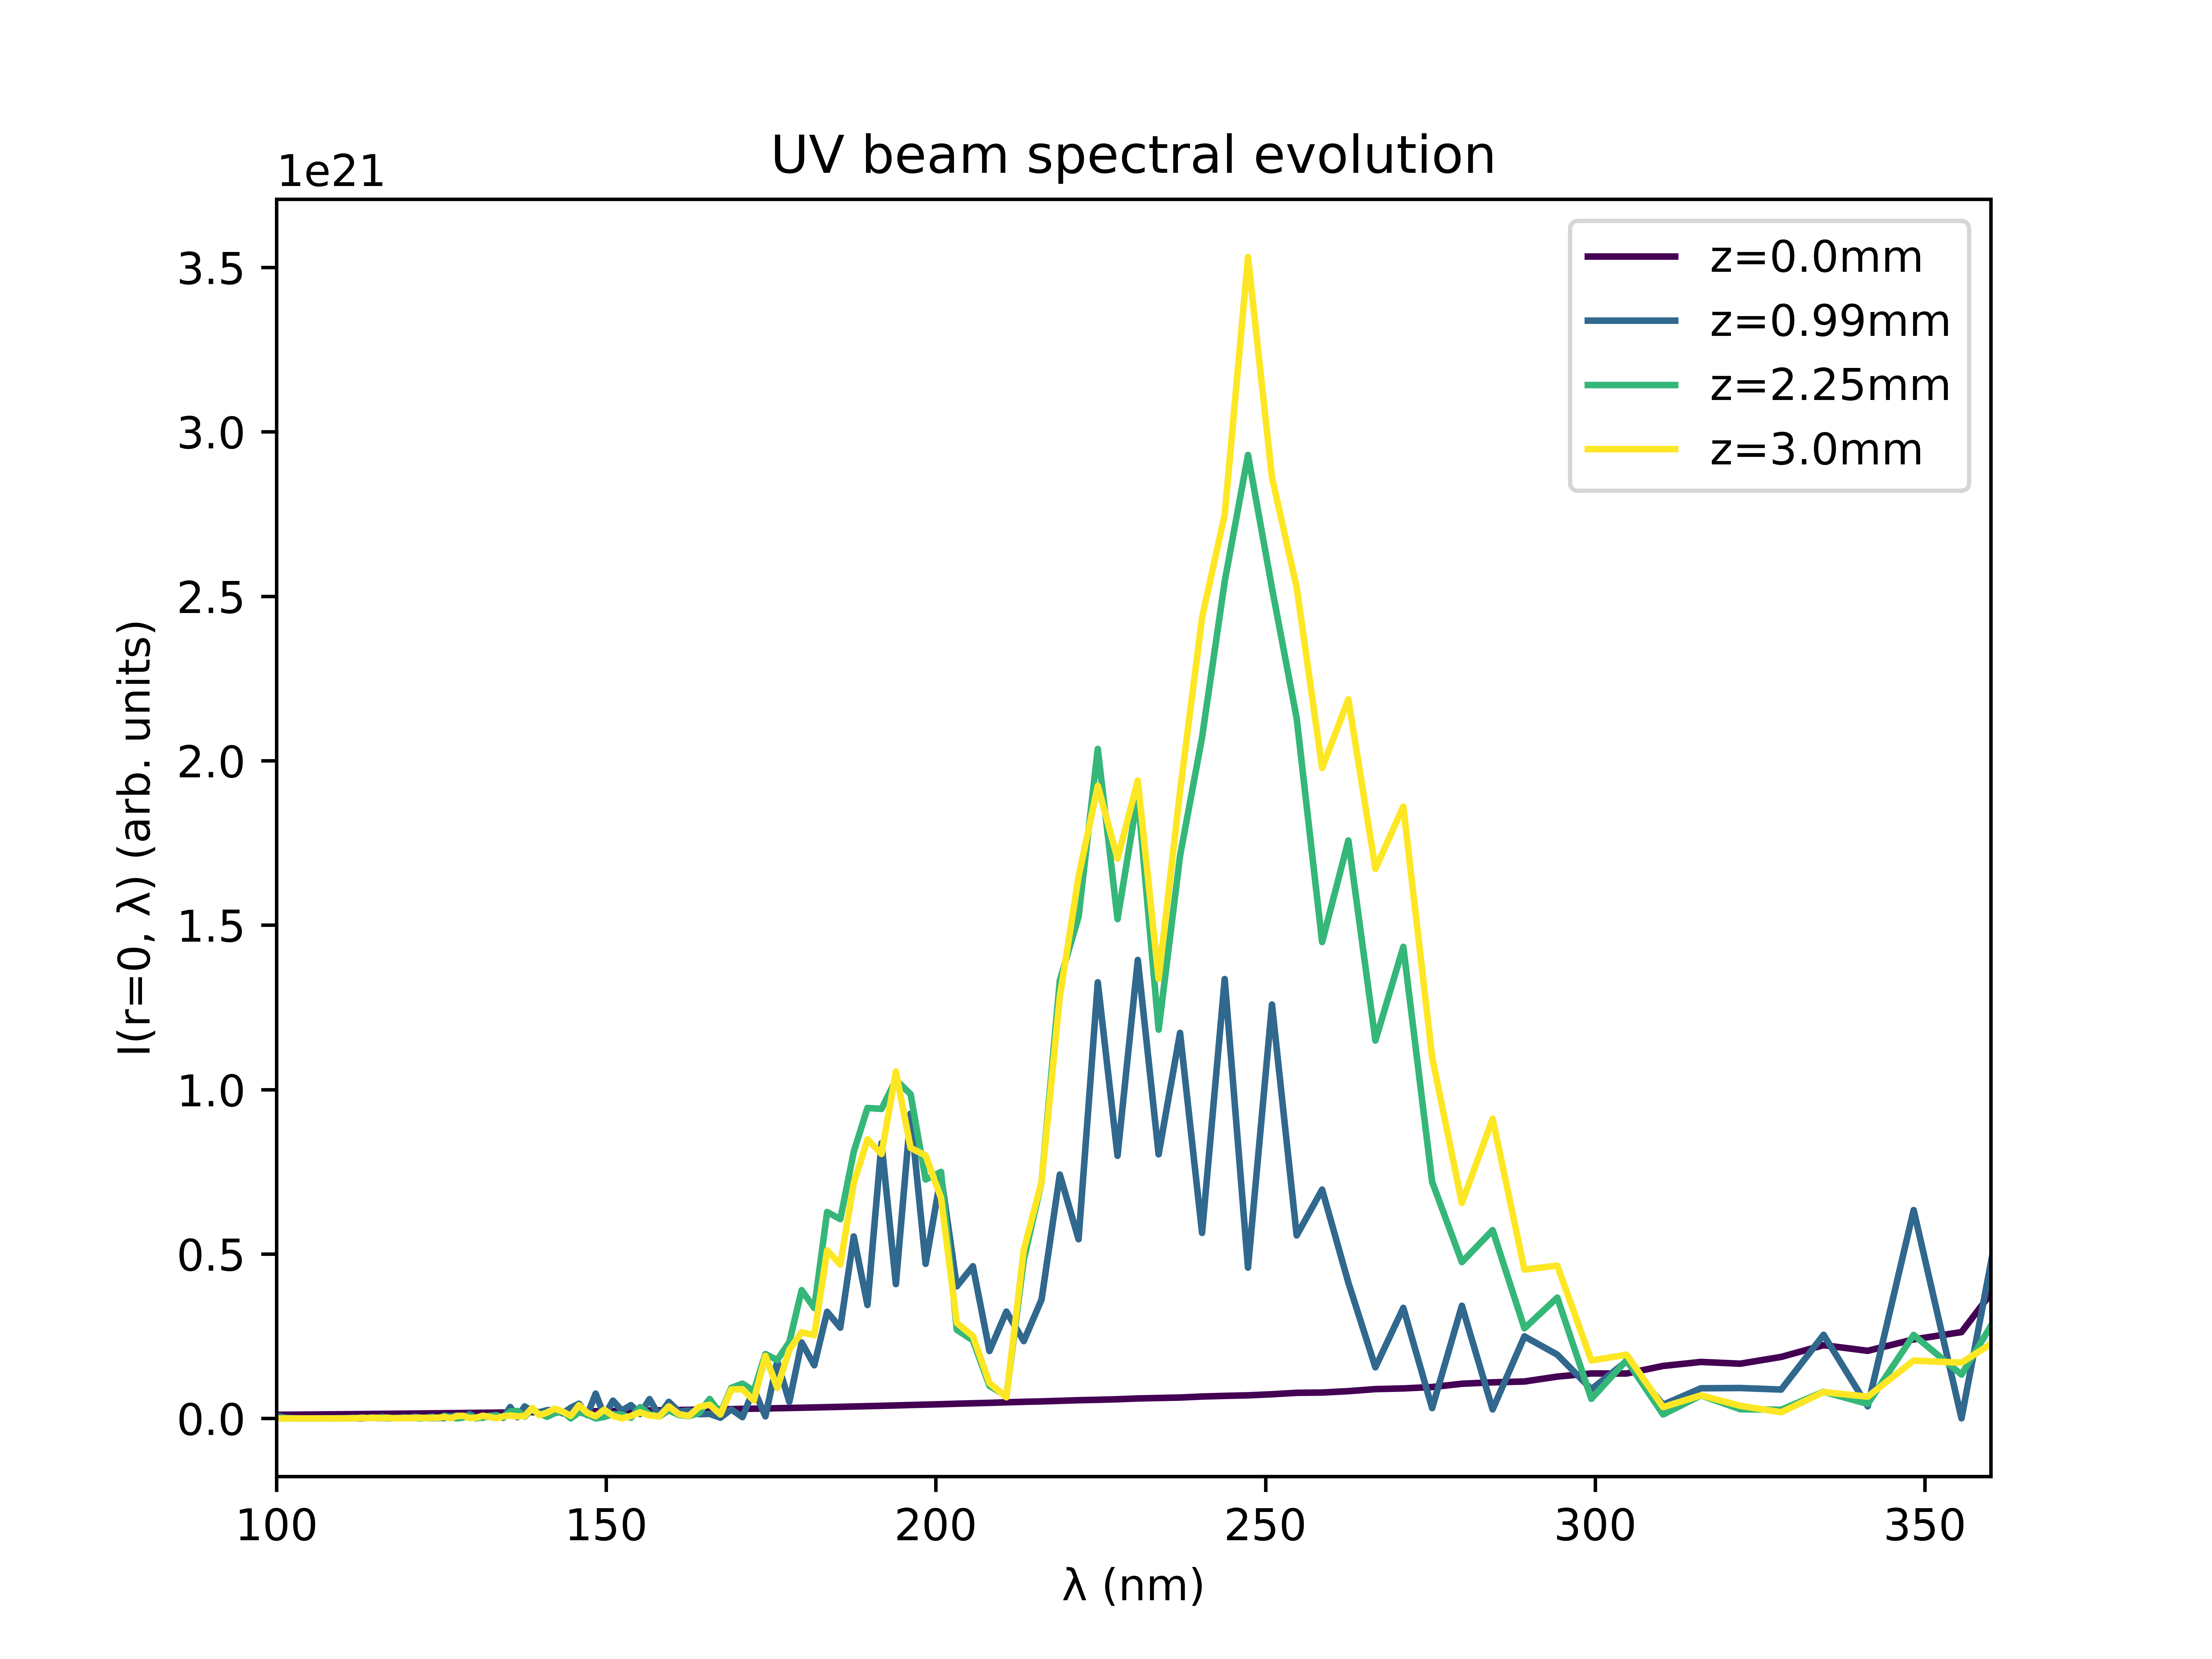 UV beam spectral evolution
1e21
3.5
3.0
2.5
2.0
1.5
1.0
0.5
0.0
I(r=0, λ) (arb. units)
z=0.0mm
z=0.99mm
z=2.25mm
z=3.0mm
100 150 200 250 300 350
λ (nm)